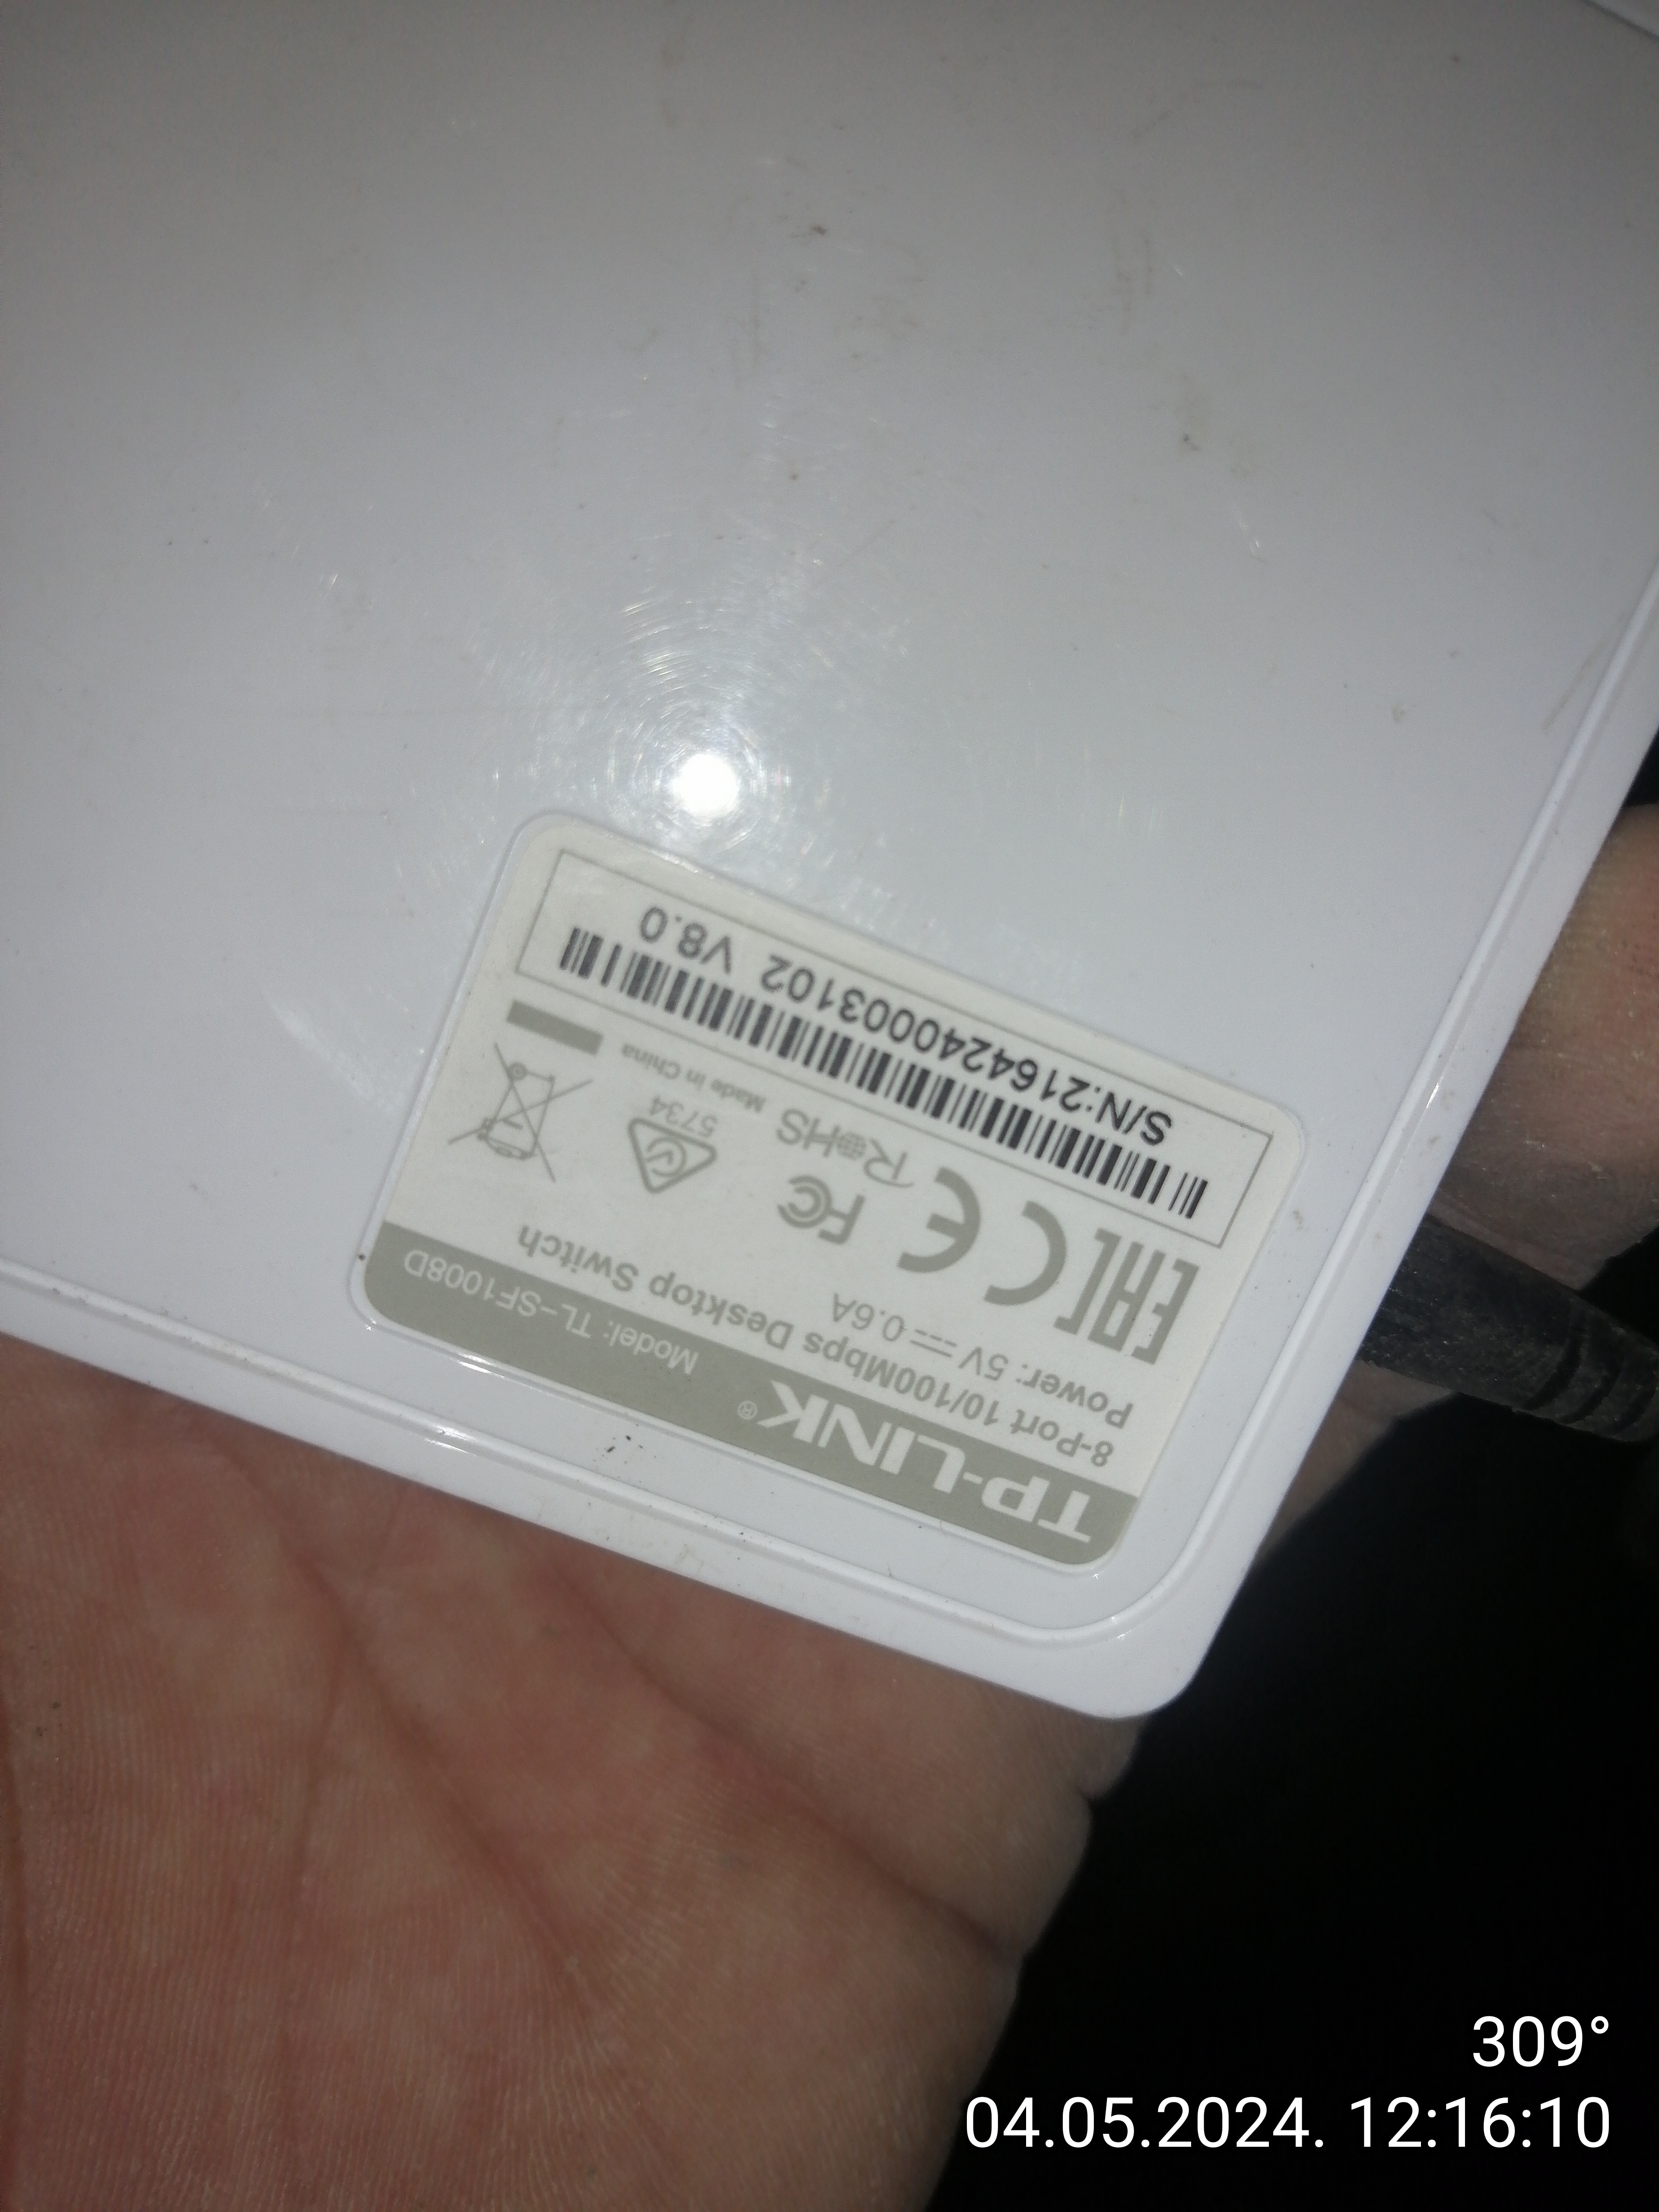 TP-LINK®
Model: TL-SF1008D
8-Port 10/100Mbps Desktop Switch
Power: 5V⎓0.6A
EAC CE FC RoHS
5734
Made in China
S/N:2164240003102 V8.0
309°
04.05.2024. 12:16:10